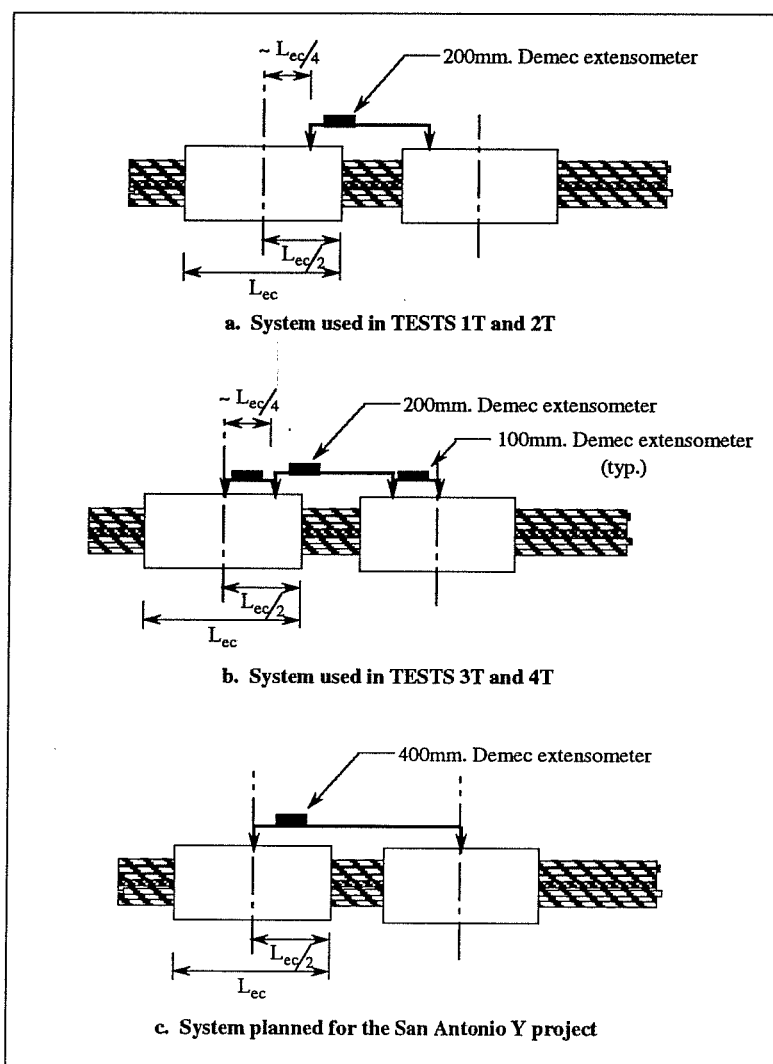 ~ Lec/4
200mm. Demec extensometer
Lec/2
Lec
a. System used in TESTS 1T and 2T
~ Lec/4
200mm. Demec extensometer
100mm. Demec extensometer
(typ.)
Lec/2
Lec
b. System used in TESTS 3T and 4T
400mm. Demec extensometer
Lec/2
Lec
c. System planned for the San Antonio Y project